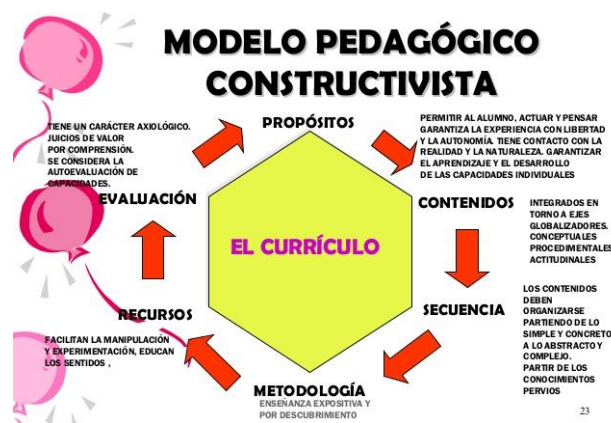 MODELO PEDAGÓGICO
CONSTRUCTIVISTA
TIENE UN CARÁCTER AXIOLÓGICO.
JUICIOS DE VALOR
POR COMPRENSIÓN.
SE CONSIDERA LA
AUTOEVALUACIÓN DE
CAPACIDADES.
PROPÓSITOS
PERMITIR AL ALUMNO, ACTUAR Y PENSAR
GARANTIZA LA EXPERIENCIA CON LIBERTAD
Y LA AUTONOMÍA. TIENE CONTACTO CON LA
REALIDAD Y LA NATURALEZA. GARANTIZAR
EL APRENDIZAJE Y EL DESARROLLO
DE LAS CAPACIDADES INDIVIDUALES
EVALUACIÓN
CONTENIDOS
INTEGRADOS EN
TORNO A EJES
GLOBALIZADORES.
CONCEPTUALES
PROCEDIMENTALES
ACTITUDINALES
EL CURRÍCULO
RECURSOS
FACILITAN LA MANIPULACIÓN
Y EXPERIMENTACIÓN, EDUCAN
LOS SENTIDOS ,
SECUENCIA
LOS CONTENIDOS
DEBEN
ORGANIZARSE
PARTIENDO DE LO
SIMPLE Y CONCRETO
A LO ABSTRACTO Y
COMPLEJO.
PARTIR DE LOS
CONOCIMIENTOS
PERVIOS
METODOLOGÍA
ENSEÑANZA EXPOSITIVA Y
POR DESCUBRIMIENTO
23